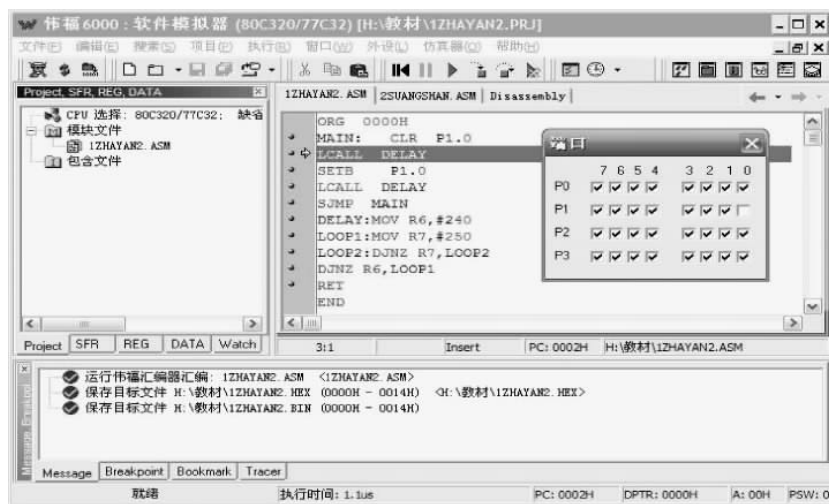 伟福6000：软件模拟器 (80C320/77C32) [H:\教材\1ZHAYAN2.PRJ]
文件(F) 编辑(E) 搜索(S) 项目(P) 执行(R) 窗口(W) 外设(L) 仿真器(O) 帮助(H)
Project, SFR, REG, DATA
CPU 选择: 80C320/77C32; 缺省
模块文件
1ZHAYAN2.ASM
包含文件
Project SFR REG DATA Watch
1ZHAYAN2.ASM 2SUANGSHAN.ASM Disassembly
ORG 0000H
MAIN: CLR P1.0
LCALL DELAY
SETB P1.0
LCALL DELAY
SJMP MAIN
DELAY:MOV R6,#240
LOOP1:MOV R7,#250
LOOP2:DJNZ R7,LOOP2
DJNZ R6,LOOP1
RET
END
端口
7 6 5 4 3 2 1 0
P0
P1
P2
P3
3:1 Insert PC: 0002H H:\教材\1ZHAYAN2.ASM
运行伟福汇编器汇编: 1ZHAYAN2.ASM <1ZHAYAN2.ASM>
保存目标文件 H:\教材\1ZHAYAN2.HEX (0000H - 0014H) <H:\教材\1ZHAYAN2.HEX>
保存目标文件 H:\教材\1ZHAYAN2.BIN (0000H - 0014H)
Message Breakpoint Bookmark Tracer
就绪 执行时间: 1.1us PC: 0002H DPTR: 0000H A: 00H PSW: 0